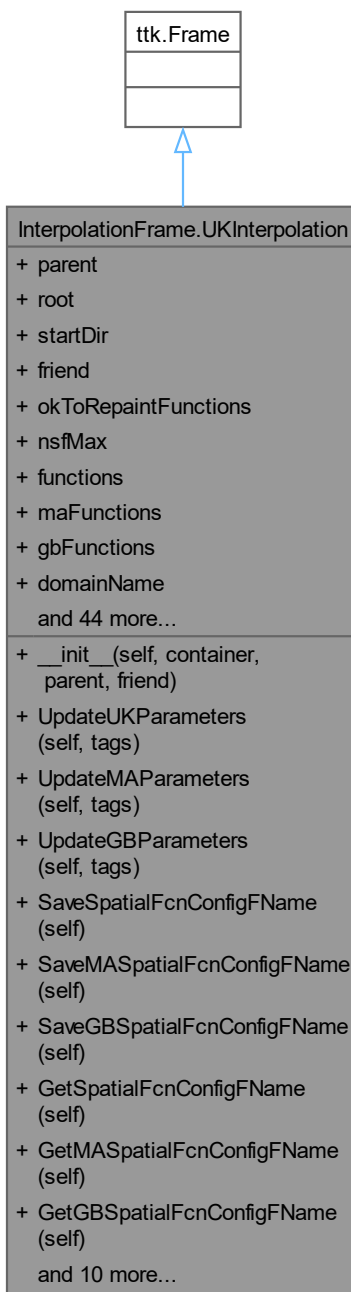 ttk.Frame
InterpolationFrame.UKInterpolation
+ parent
+ root
+ startDir
+ friend
+ okToRepaintFunctions
+ nsfMax
+ functions
+ maFunctions
+ gbFunctions
+ domainName
and 44 more...
+ __init__(self, container,
parent, friend)
+ UpdateUKParameters
(self, tags)
+ UpdateMAParameters
(self, tags)
+ UpdateGBParameters
(self, tags)
+ SaveSpatialFcnConfigFName
(self)
+ SaveMASpatialFcnConfigFName
(self)
+ SaveGBSpatialFcnConfigFName
(self)
+ GetSpatialFcnConfigFName
(self)
+ GetMASpatialFcnConfigFName
(self)
+ GetGBSpatialFcnConfigFName
(self)
and 10 more...